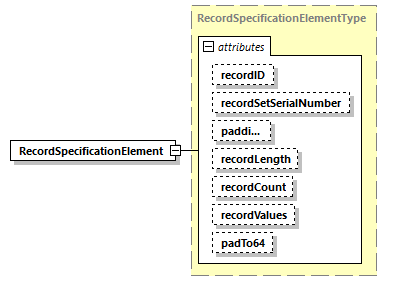 RecordSpecificationElementType
attributes
recordID
recordSetSerialNumber
paddi...
RecordSpecificationElement
recordLength
recordCount
recordValues
padTo64